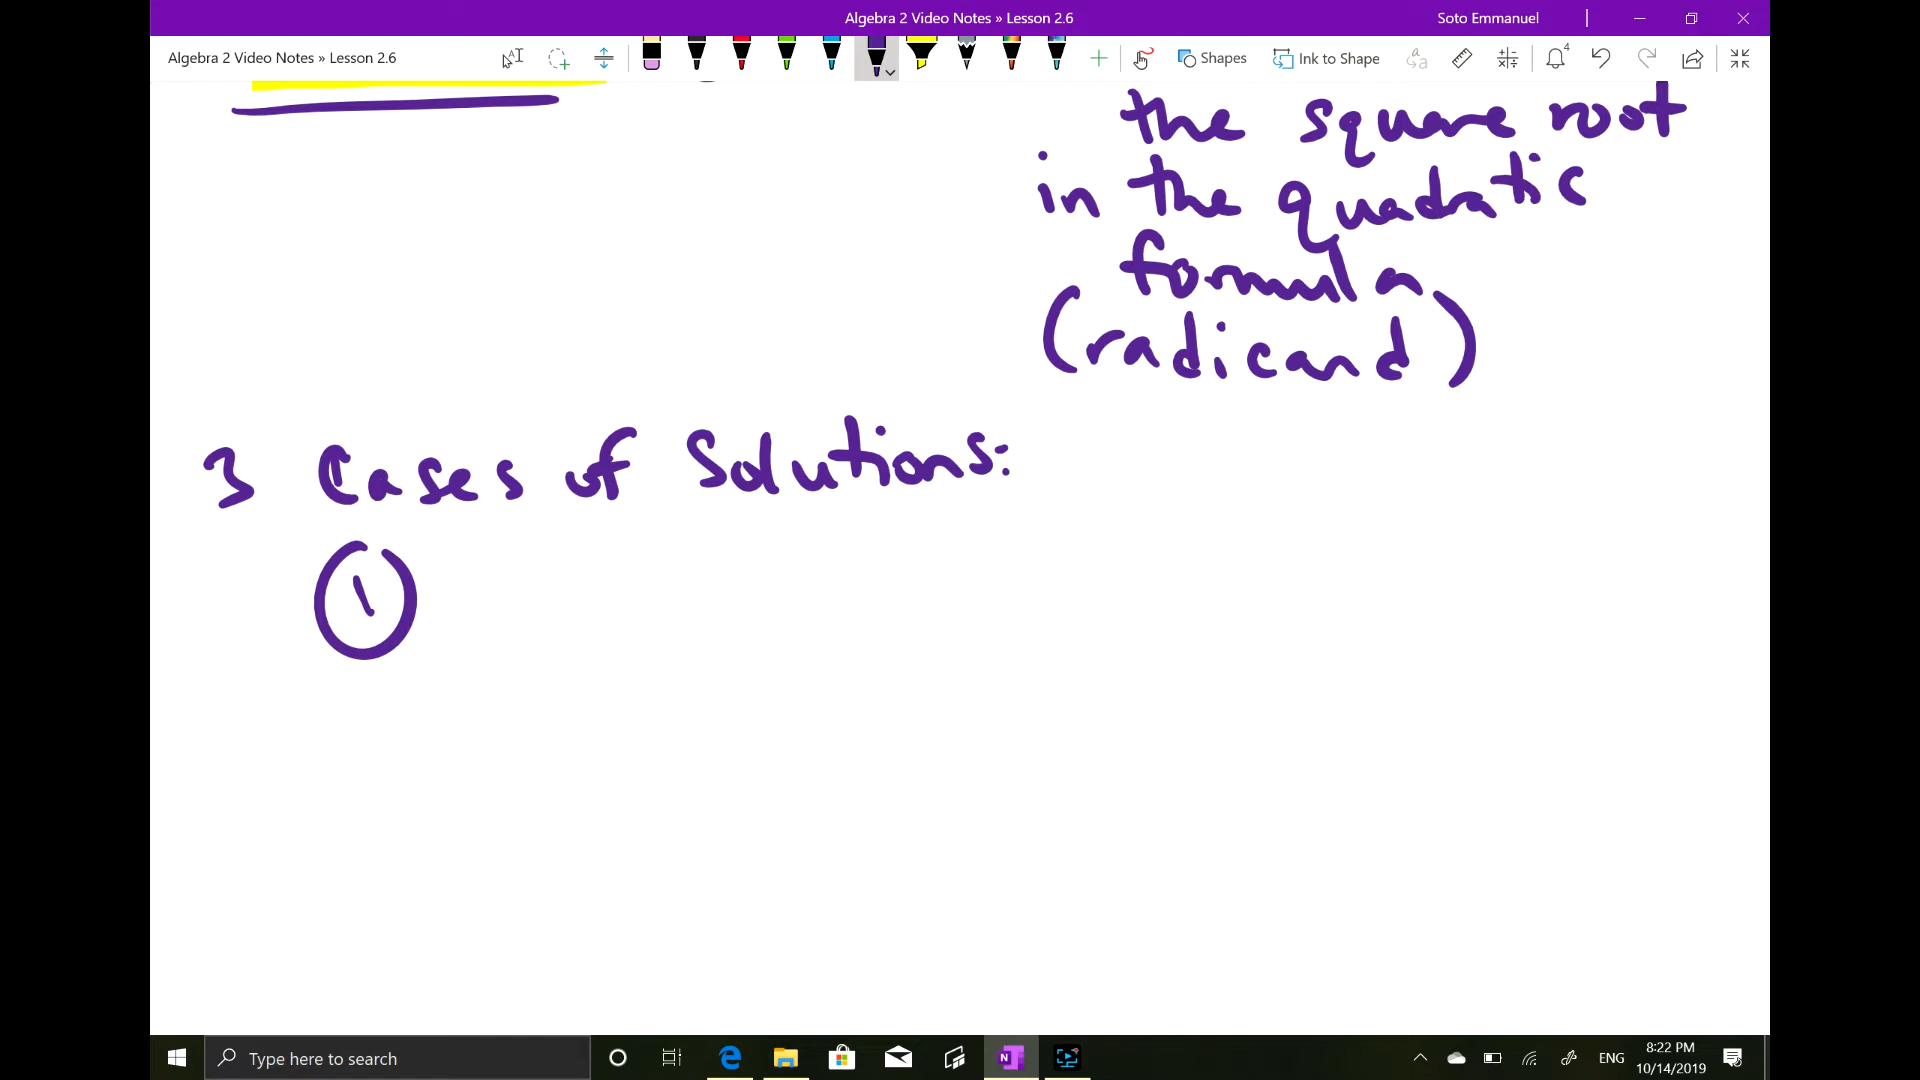 Algebra 2 Video Notes » Lesson 2.6
Soto Emmanuel
Algebra 2 Video Notes » Lesson 2.6
Shapes
Ink to Shape
4
the square root
in the quadratic
formula
(radicand)
3 Cases of Solutions:
1
Type here to search
ENG
8:22 PM
10/14/2019